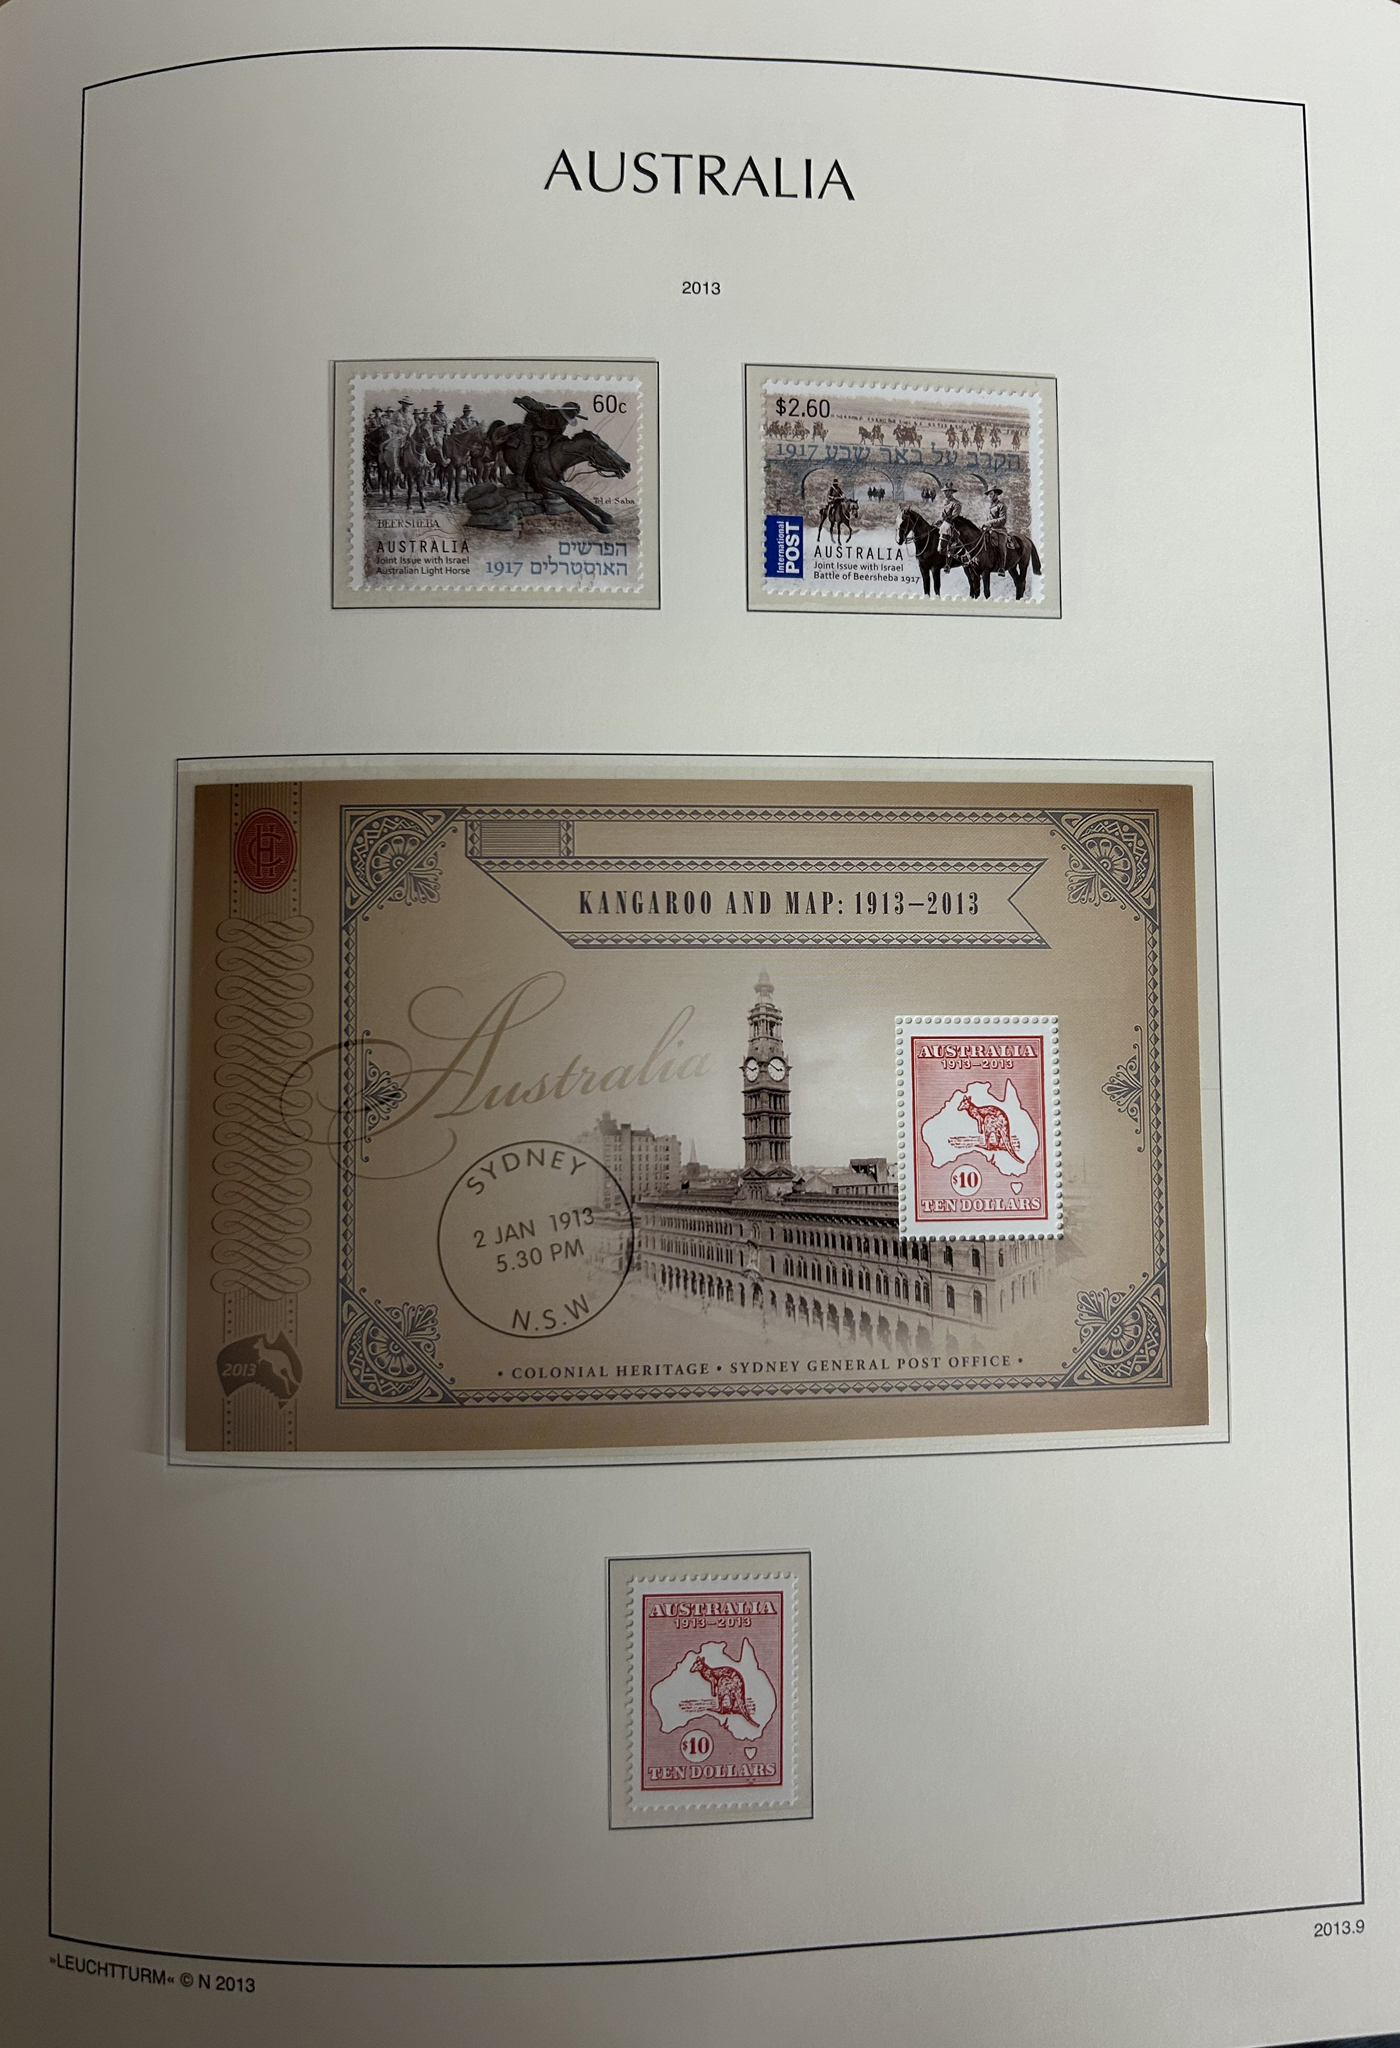 AUSTRALIA
2013
60c
Tel el Saba
BEERSHEBA
AUSTRALIA
Joint Issue with Israel
Australian Light Horse
הפרשים
האוסטרלים 1917
$2.60
הקרב על באר שבע 1917
International
POST
AUSTRALIA
Joint Issue with Israel
Battle of Beersheba 1917
KANGAROO AND MAP: 1913–2013
Australia
AUSTRALIA
1913–2013
$10
TEN DOLLARS
SYDNEY
2 JAN 1913
5.30 PM
N.S.W
2013
• COLONIAL HERITAGE • SYDNEY GENERAL POST OFFICE •
AUSTRALIA
1913–2013
$10
TEN DOLLARS
»LEUCHTTURM« © N 2013
2013.9